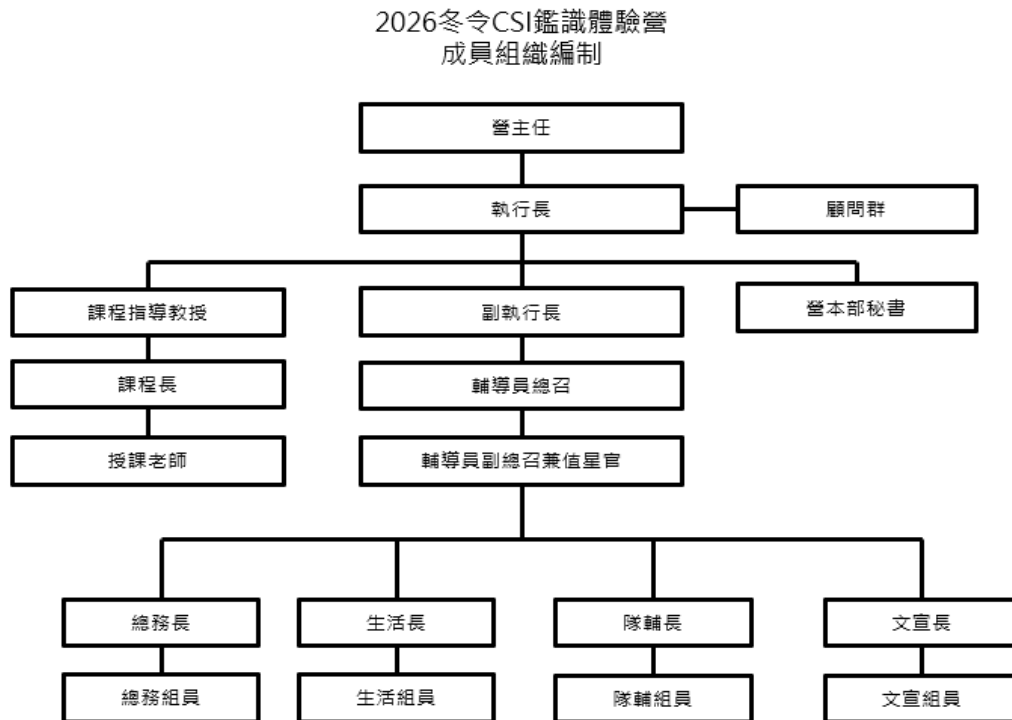 2026冬令CSI鑑識體驗營
成員組織編制
營主任
執行長
顧問群
課程指導教授
副執行長
營本部秘書
課程長
輔導員總召
授課老師
輔導員副總召兼值星官
總務長
生活長
隊輔長
文宣長
總務組員
生活組員
隊輔組員
文宣組員